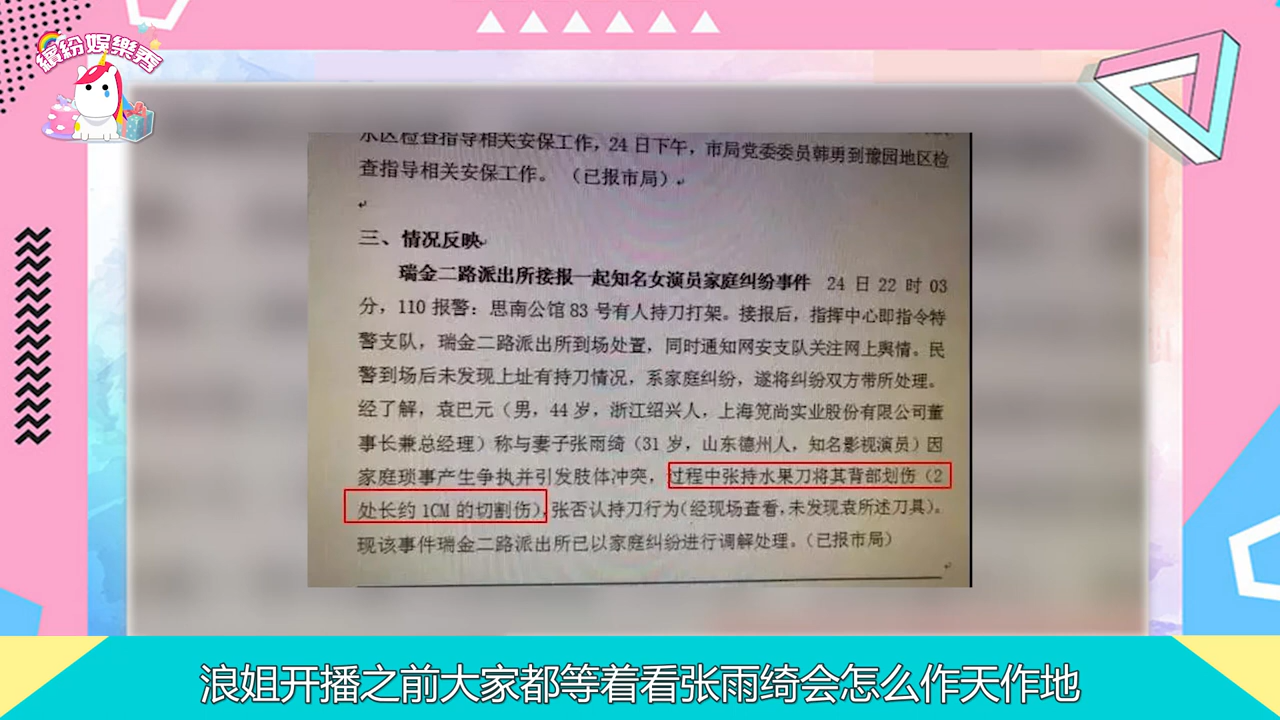 繽紛娛樂秀
水区检查指导相关安保工作，24日下午，市局党委委员韩勇到豫园地区检
查指导相关安保工作。（已报市局）
三、情况反映
瑞金二路派出所接报一起知名女演员家庭纠纷事件 24日22时03
分，110报警：思南公馆83号有人持刀打架。接报后，指挥中心即指令特
警支队，瑞金二路派出所到场处置，同时通知网安支队关注网上舆情。民
警到场后未发现上址有持刀情况，系家庭纠纷，遂将纠纷双方带所处理。
经了解，袁巴元（男，44岁，浙江绍兴人，上海笕尚实业股份有限公司董
事长兼总经理）称与妻子张雨绮（31岁，山东德州人，知名影视演员）因
家庭琐事产生争执并引发肢体冲突，过程中张持水果刀将其背部划伤（2
处长约1CM的切割伤），张否认持刀行为（经现场查看，未发现袁所述刀具）。
现该事件瑞金二路派出所已以家庭纠纷进行调解处理。（已报市局）
浪姐开播之前大家都等着看张雨绮会怎么作天作地